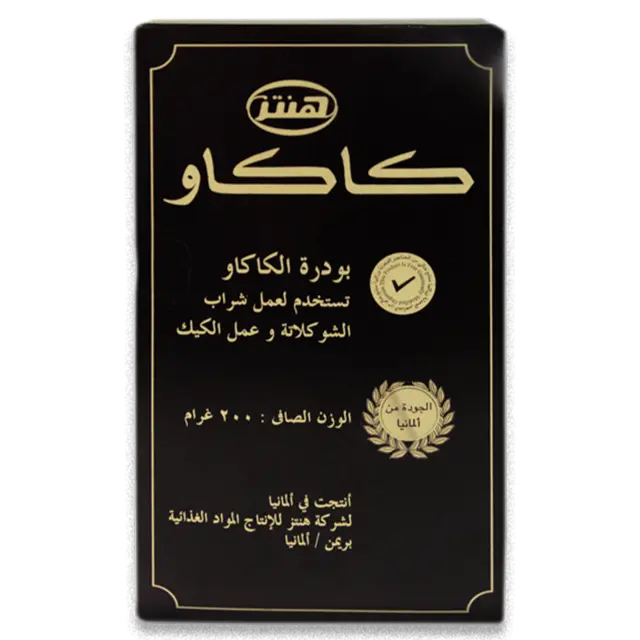 هنتز
كاكاو
بودرة الكاكاو
تستخدم لعمل شراب
الشوكلاتة و عمل الكيك
الوزن الصافى : ٢٠٠ غرام
الجودة من
ألمانيا
أنتجت في ألمانيا
لشركة هنتز للإنتاج المواد الغذائية
بريمن / ألمانيا